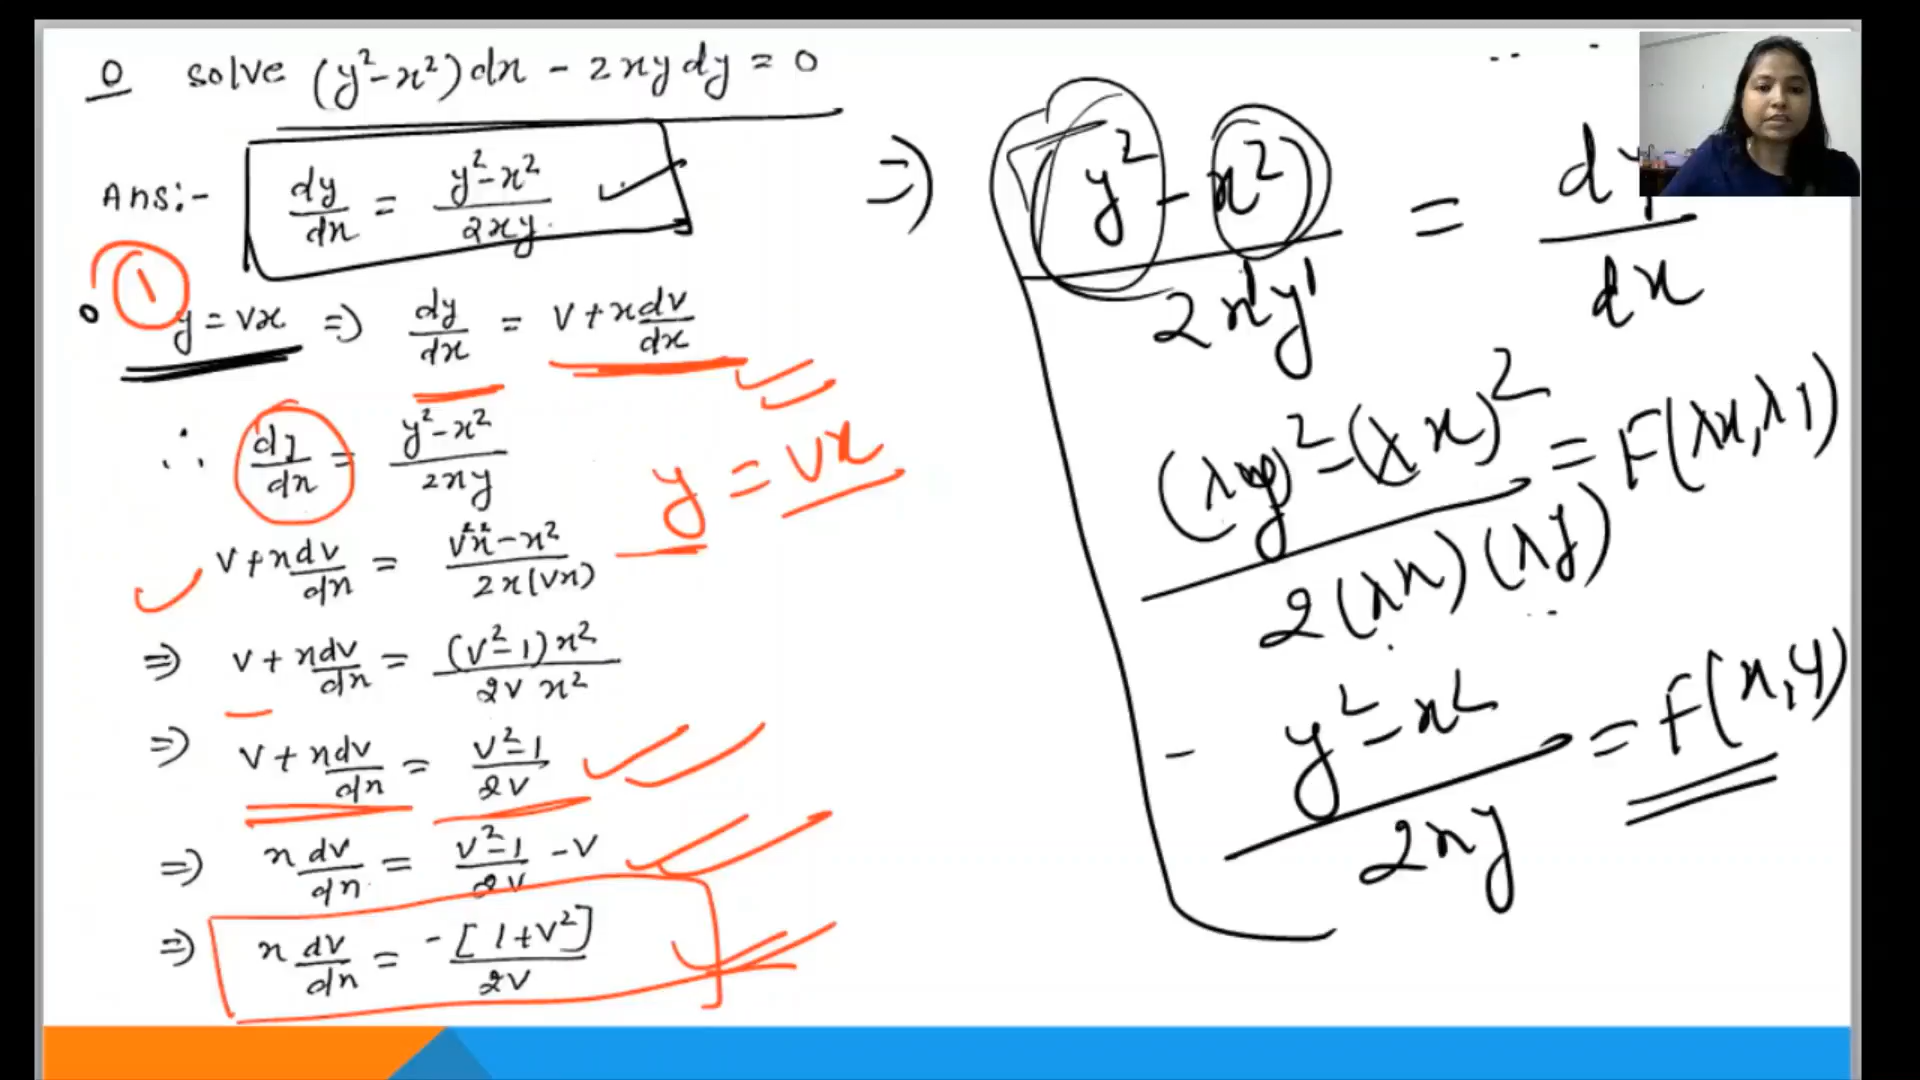 Q solve (y²-x²)dx - 2xydy = 0
Ans:- dy/dx = y²-x²/2xy
1
y = vx ⇒ dy/dx = v + x dv/dx
∴ dy/dx = y²-x²/2xy
y = vx
v + x dv/dx = v²x²-x²/2x(vx)
⇒ v + x dv/dx = (v²-1)x²/2v x²
⇒ v + x dv/dx = v²-1/2v
⇒ x dv/dx = v²-1/2v - v
⇒ x dv/dx = -[1+v²]/2v
⇒ y² - x²/2xy = dy/dx
(λy)² - (λx)²/2(λx)(λy) = F(λx, λy)
- y² - x²/2xy = F(x, y)